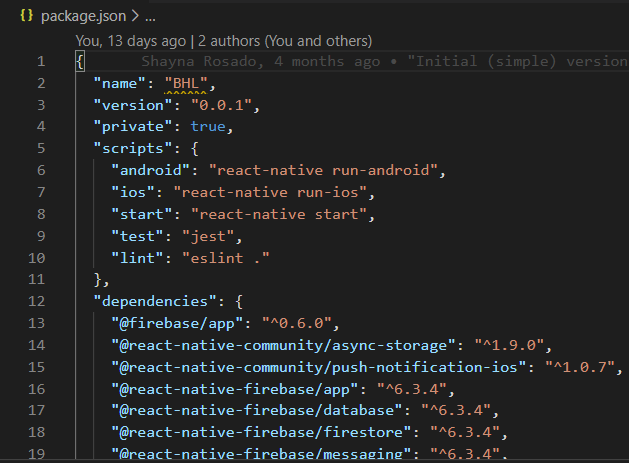 {} package.json > ...
You, 13 days ago | 2 authors (You and others)
1 { Shayna Rosado, 4 months ago • "Initial (simple) version
2 "name": "BHL",
3 "version": "0.0.1",
4 "private": true,
5 "scripts": {
6 "android": "react-native run-android",
7 "ios": "react-native run-ios",
8 "start": "react-native start",
9 "test": "jest",
10 "lint": "eslint ."
11 },
12 "dependencies": {
13 "@firebase/app": "^0.6.0",
14 "@react-native-community/async-storage": "^1.9.0",
15 "@react-native-community/push-notification-ios": "^1.0.7",
16 "@react-native-firebase/app": "^6.3.4",
17 "@react-native-firebase/database": "^6.3.4",
18 "@react-native-firebase/firestore": "^6.3.4",
19 "@react-native-firebase/messaging": "^6.3.4",